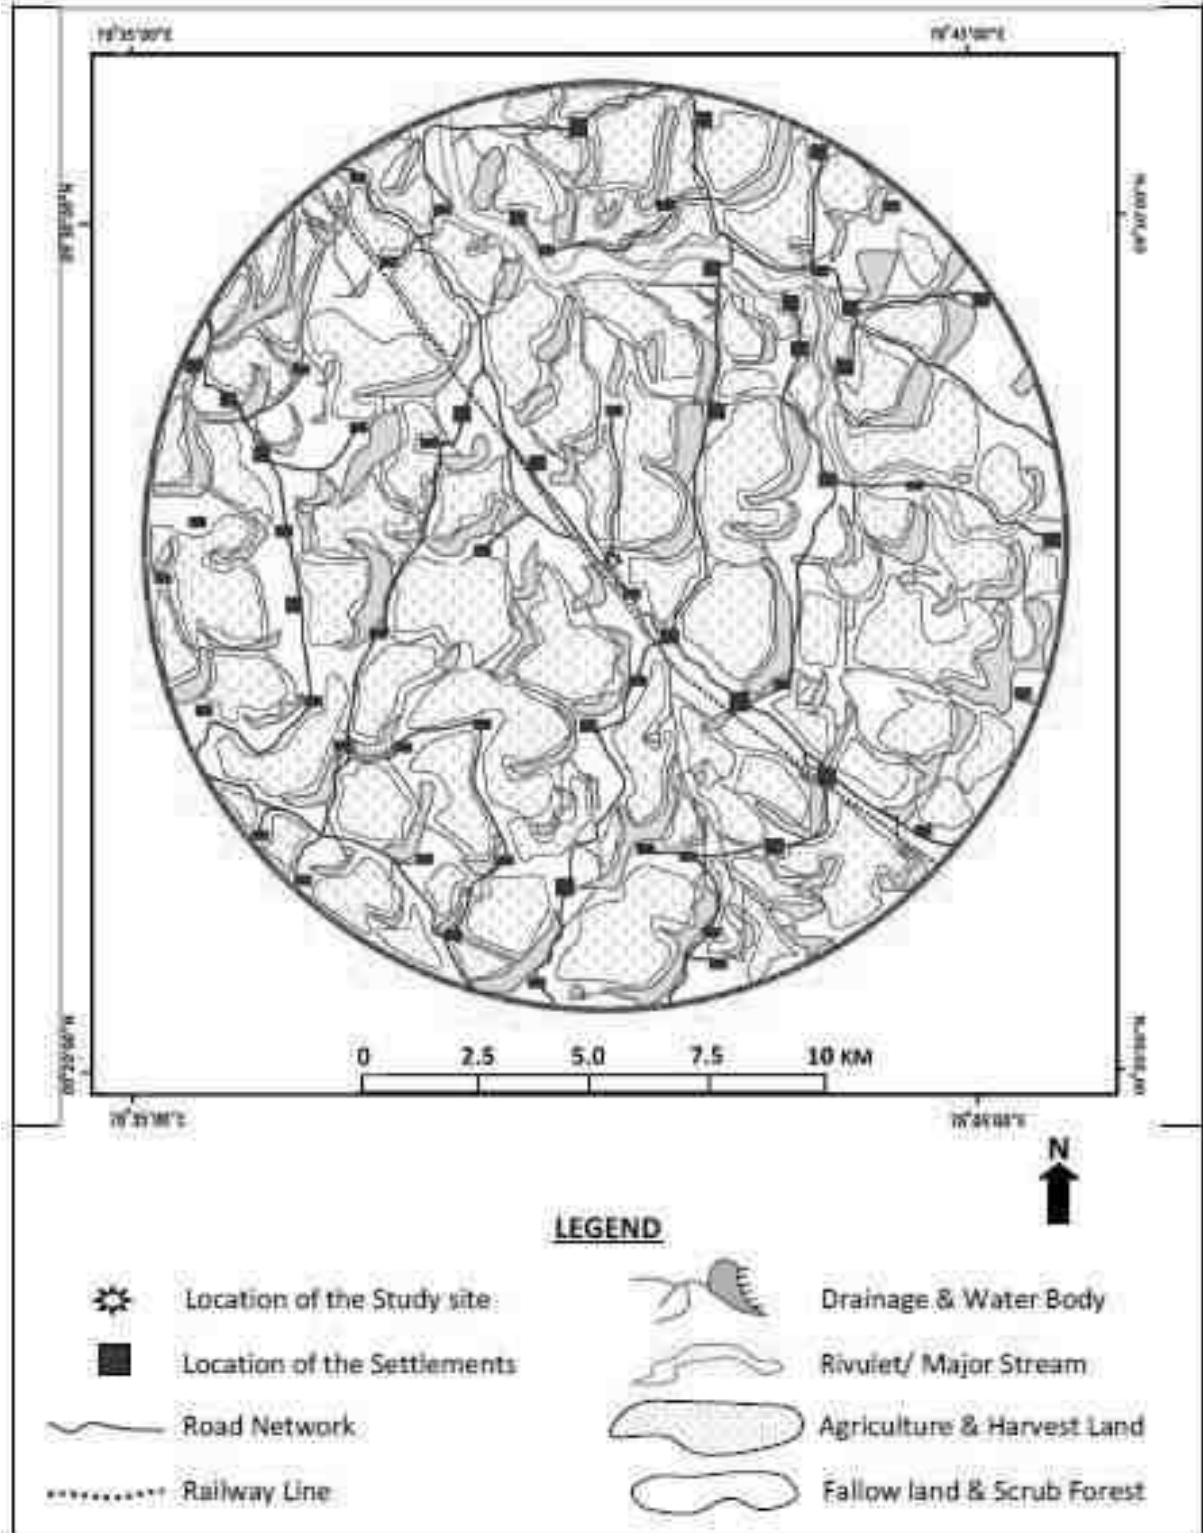 0 2.5 5.0 7.5 10 KM
N
LEGEND
Location of the Study site
Location of the Settlements
Road Network
Railway Line
Drainage & Water Body
Rivulet/ Major Stream
Agriculture & Harvest Land
Fallow land & Scrub Forest